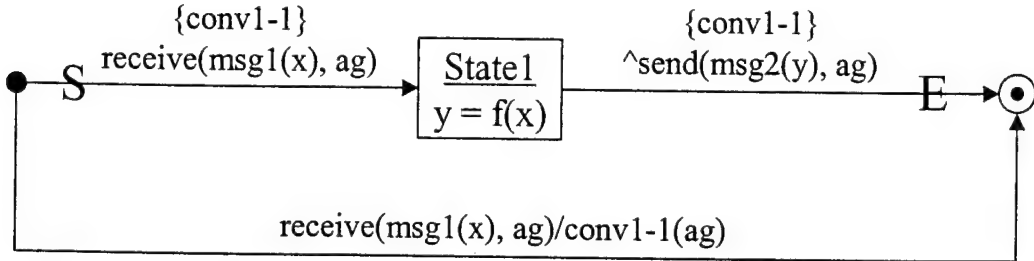 {conv1-1}
receive(msg1(x), ag)
S
State1
y = f(x)
{conv1-1}
^send(msg2(y), ag)
E
receive(msg1(x), ag)/conv1-1(ag)